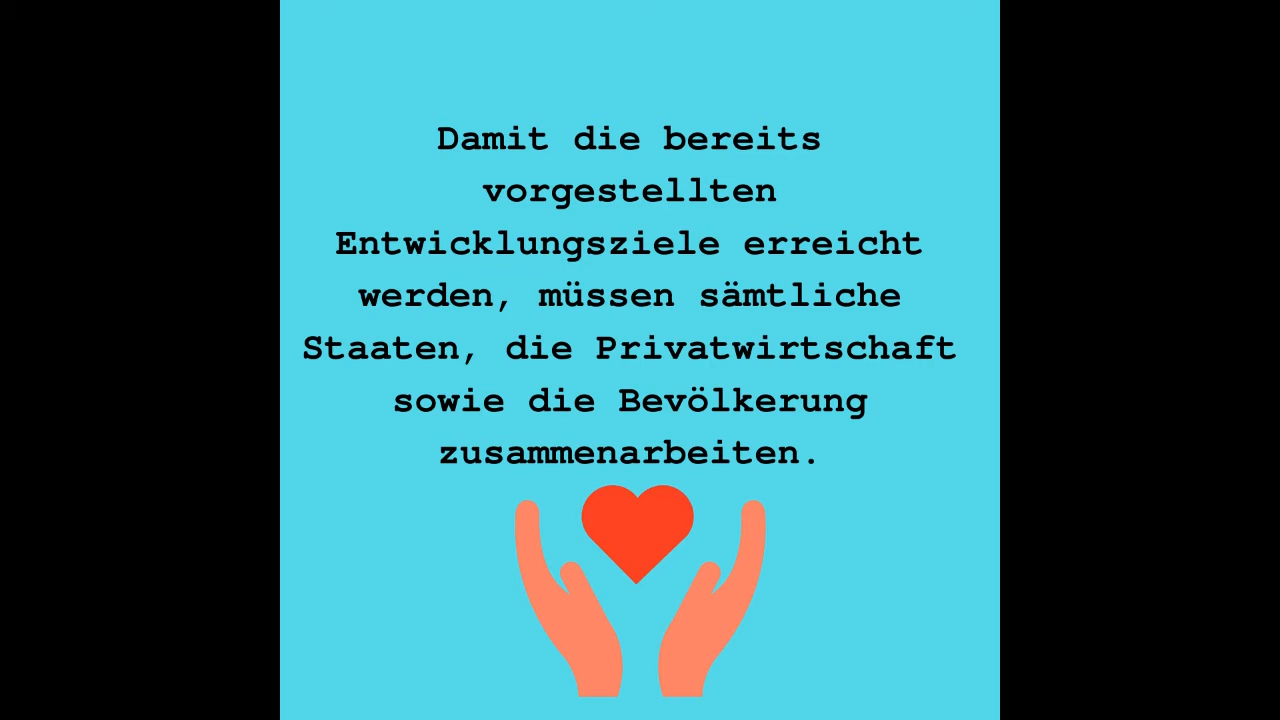 Damit die bereits
vorgestellten
Entwicklungsziele erreicht
werden, müssen sämtliche
Staaten, die Privatwirtschaft
sowie die Bevölkerung
zusammenarbeiten.